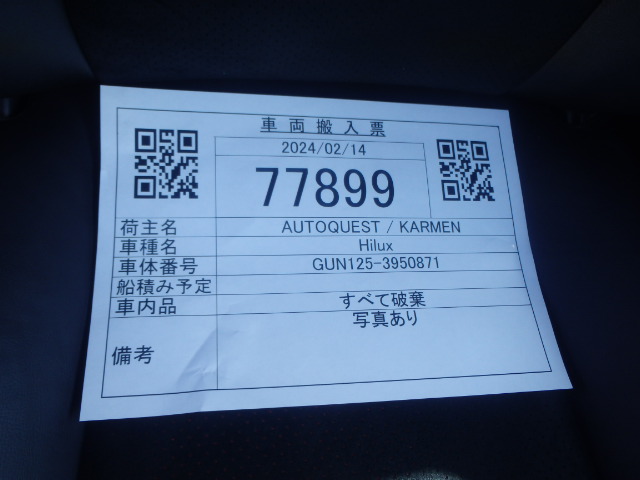 車両搬入票
2024/02/14
77899
荷主名 AUTOQUEST / KARMEN
車種名 Hilux
車体番号 GUN125-3950871
船積み予定
車内品 すべて破棄
備考 写真あり